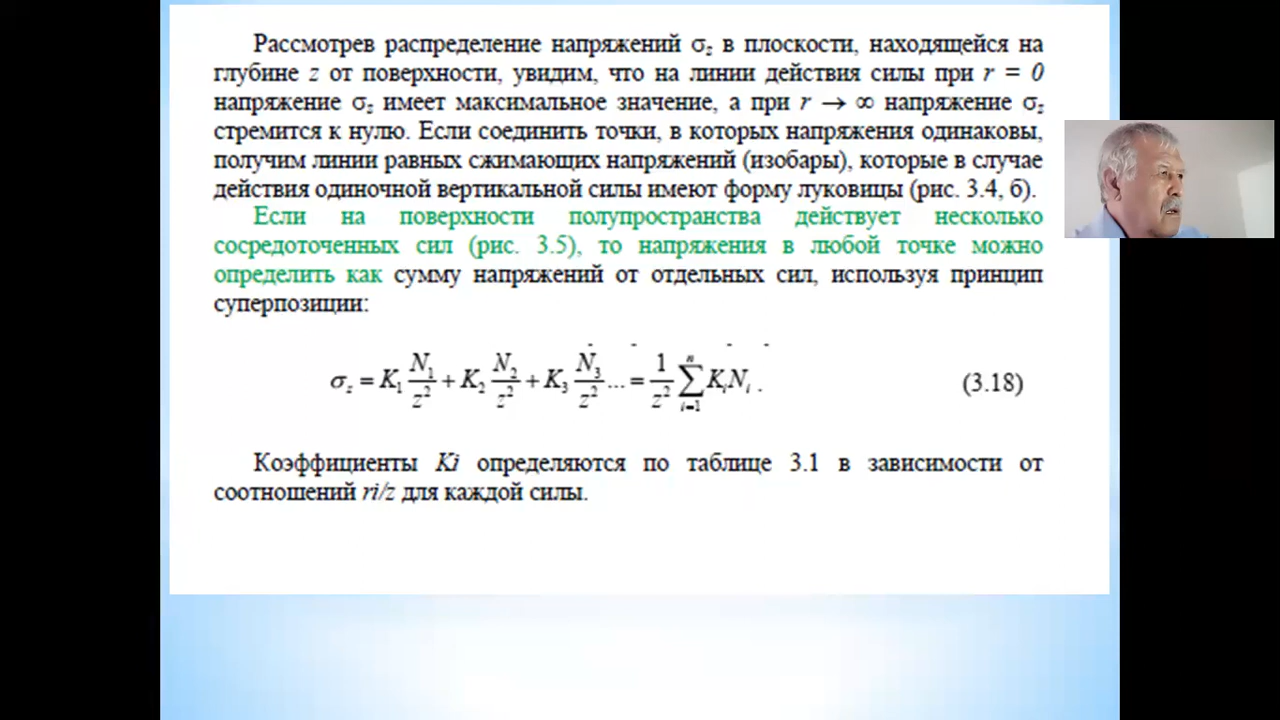 Рассмотрев распределение напряжений σz в плоскости, находящейся на
глубине z от поверхности, увидим, что на линии действия силы при r = 0
напряжение σz имеет максимальное значение, а при r → ∞ напряжение σz
стремится к нулю. Если соединить точки, в которых напряжения одинаковы,
получим линии равных сжимающих напряжений (изобары), которые в случае
действия одиночной вертикальной силы имеют форму луковицы (рис. 3.4, б).
Если на поверхности полупространства действует несколько
сосредоточенных сил (рис. 3.5), то напряжения в любой точке можно
определить как сумму напряжений от отдельных сил, используя принцип
суперпозиции:
σz = K1 N1/z² + K2 N2/z² + K3 N3/z² ... = 1/z² ∑(i=1..n) KiNi . (3.18)
Коэффициенты Ki определяются по таблице 3.1 в зависимости от
соотношений ri/z для каждой силы.